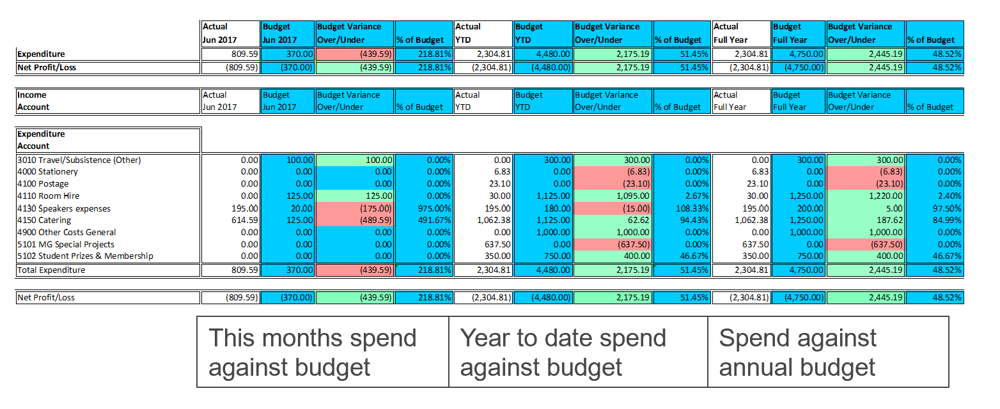 Actual Budget Budget Variance Actual Budget Budget Variance Actual Budget Budget Variance
Jun 2017 Jun 2017 Over/Under % of Budget YTD YTD Over/Under % of Budget Full Year Full Year Over/Under % of Budget
Expenditure 809.59 370.00 (439.59) 218.81% 2,304.81 4,480.00 2,175.19 51.45% 2,304.81 4,750.00 2,445.19 48.52%
Net Profit/Loss (809.59) (370.00) (439.59) 218.81% (2,304.81) (4,480.00) 2,175.19 51.45% (2,304.81) (4,750.00) 2,445.19 48.52%
Income Actual Budget Budget Variance Actual Budget Budget Variance Actual Budget Budget Variance
Account Jun 2017 Jun 2017 Over/Under % of Budget YTD YTD Over/Under % of Budget Full Year Full Year Over/Under % of Budget
Expenditure
Account
3010 Travel/Subsistence (Other) 0.00 100.00 100.00 0.00% 0.00 300.00 300.00 0.00% 0.00 300.00 300.00 0.00%
4000 Stationery 0.00 0.00 0.00 0.00% 6.83 0.00 (6.83) 0.00% 6.83 0.00 (6.83) 0.00%
4100 Postage 0.00 0.00 0.00 0.00% 23.10 0.00 (23.10) 0.00% 23.10 0.00 (23.10) 0.00%
4110 Room Hire 0.00 125.00 125.00 0.00% 30.00 1,125.00 1,095.00 2.67% 30.00 1,250.00 1,220.00 2.40%
4130 Speakers expenses 195.00 20.00 (175.00) 975.00% 195.00 180.00 (15.00) 108.33% 195.00 200.00 5.00 97.50%
4150 Catering 614.59 125.00 (489.59) 491.67% 1,062.38 1,125.00 62.62 94.43% 1,062.38 1,250.00 187.62 84.99%
4900 Other Costs General 0.00 0.00 0.00 0.00% 0.00 1,000.00 1,000.00 0.00% 0.00 1,000.00 1,000.00 0.00%
5101 MG Special Projects 0.00 0.00 0.00 0.00% 637.50 0.00 (637.50) 0.00% 637.50 0.00 (637.50) 0.00%
5102 Student Prizes & Membership 0.00 0.00 0.00 0.00% 350.00 750.00 400.00 46.67% 350.00 750.00 400.00 46.67%
Total Expenditure 809.59 370.00 (439.59) 218.81% 2,304.81 4,480.00 2,175.19 51.45% 2,304.81 4,750.00 2,445.19 48.52%
Net Profit/Loss (809.59) (370.00) (439.59) 218.81% (2,304.81) (4,480.00) 2,175.19 51.45% (2,304.81) (4,750.00) 2,445.19 48.52%
This months spend
against budget
Year to date spend
against budget
Spend against
annual budget